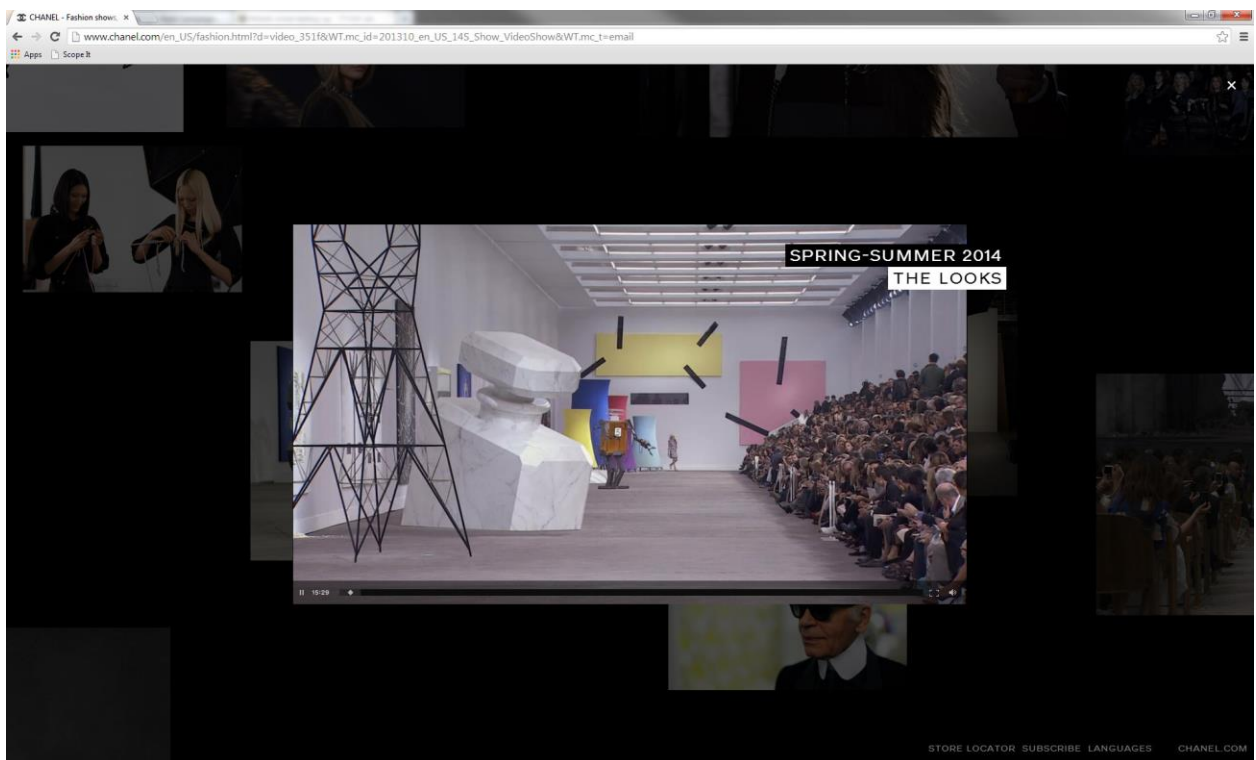 CHANEL - Fashion shows,
www.chanel.com/en_US/fashion.html?d=video_351f&WT.mc_id=201310_en_US_14S_Show_VideoShow&WT.mc_t=email
Apps Scope It
SPRING-SUMMER 2014
THE LOOKS
15:29
STORE LOCATOR SUBSCRIBE LANGUAGES CHANEL.COM